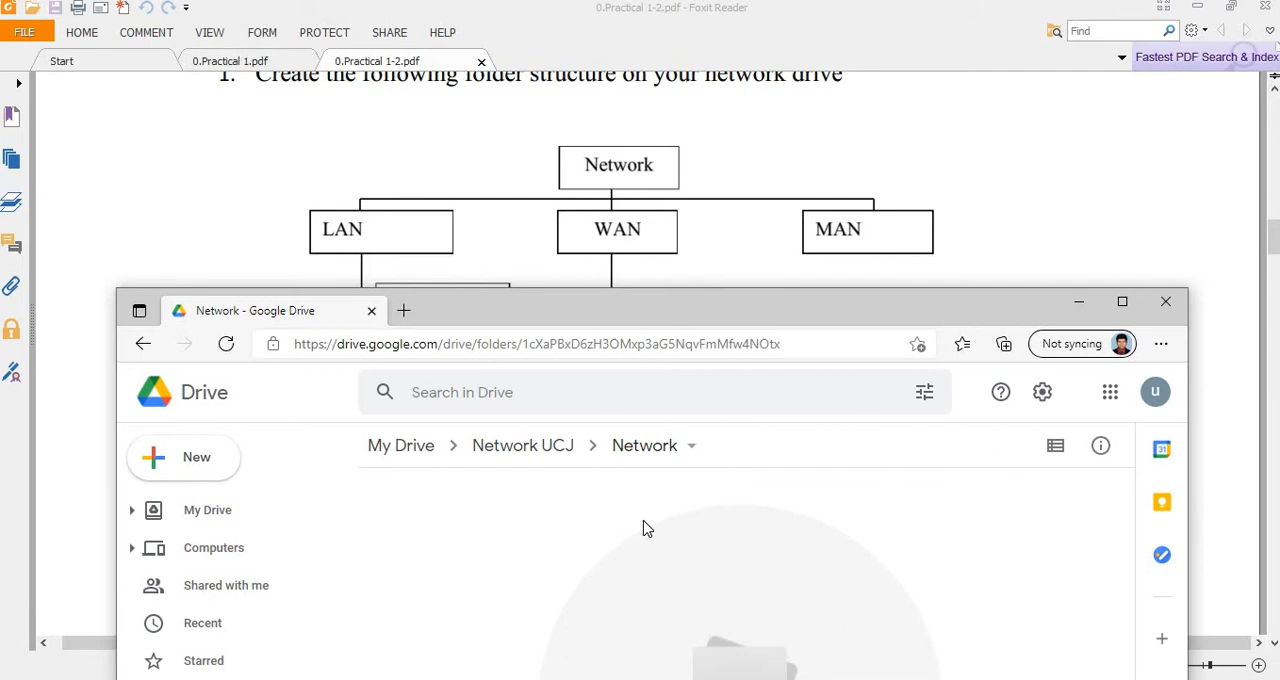 0.Practical 1-2.pdf - Foxit Reader
FILE HOME COMMENT VIEW FORM PROTECT SHARE HELP Find
Start 0.Practical 1.pdf 0.Practical 1-2.pdf Fastest PDF Search & Index
1. Create the following folder structure on your network drive
Network
LAN WAN MAN
Network - Google Drive
https://drive.google.com/drive/folders/1cXaPBxD6zH3OMxp3aG5NqvFmMfw4NOtx Not syncing
Drive Search in Drive u
New My Drive Network UCJ Network
31
My Drive
Computers
Shared with me
Recent
Starred